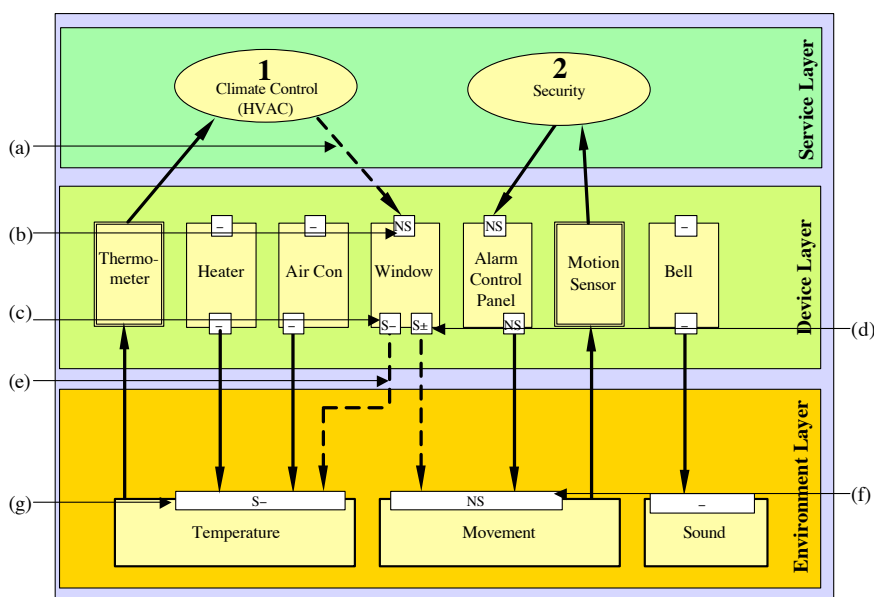 1
Climate Control
(HVAC)
2
Security
Service Layer
(a)
(b)
NS
–
–
NS
–
Thermo-
meter
Heater
Air Con
Window
Alarm
Control
Panel
Motion
Sensor
Bell
Device Layer
(c)
–
–
S–
S±
NS
–
(d)
(e)
(f)
(g)
S–
NS
–
Temperature
Movement
Sound
Environment Layer